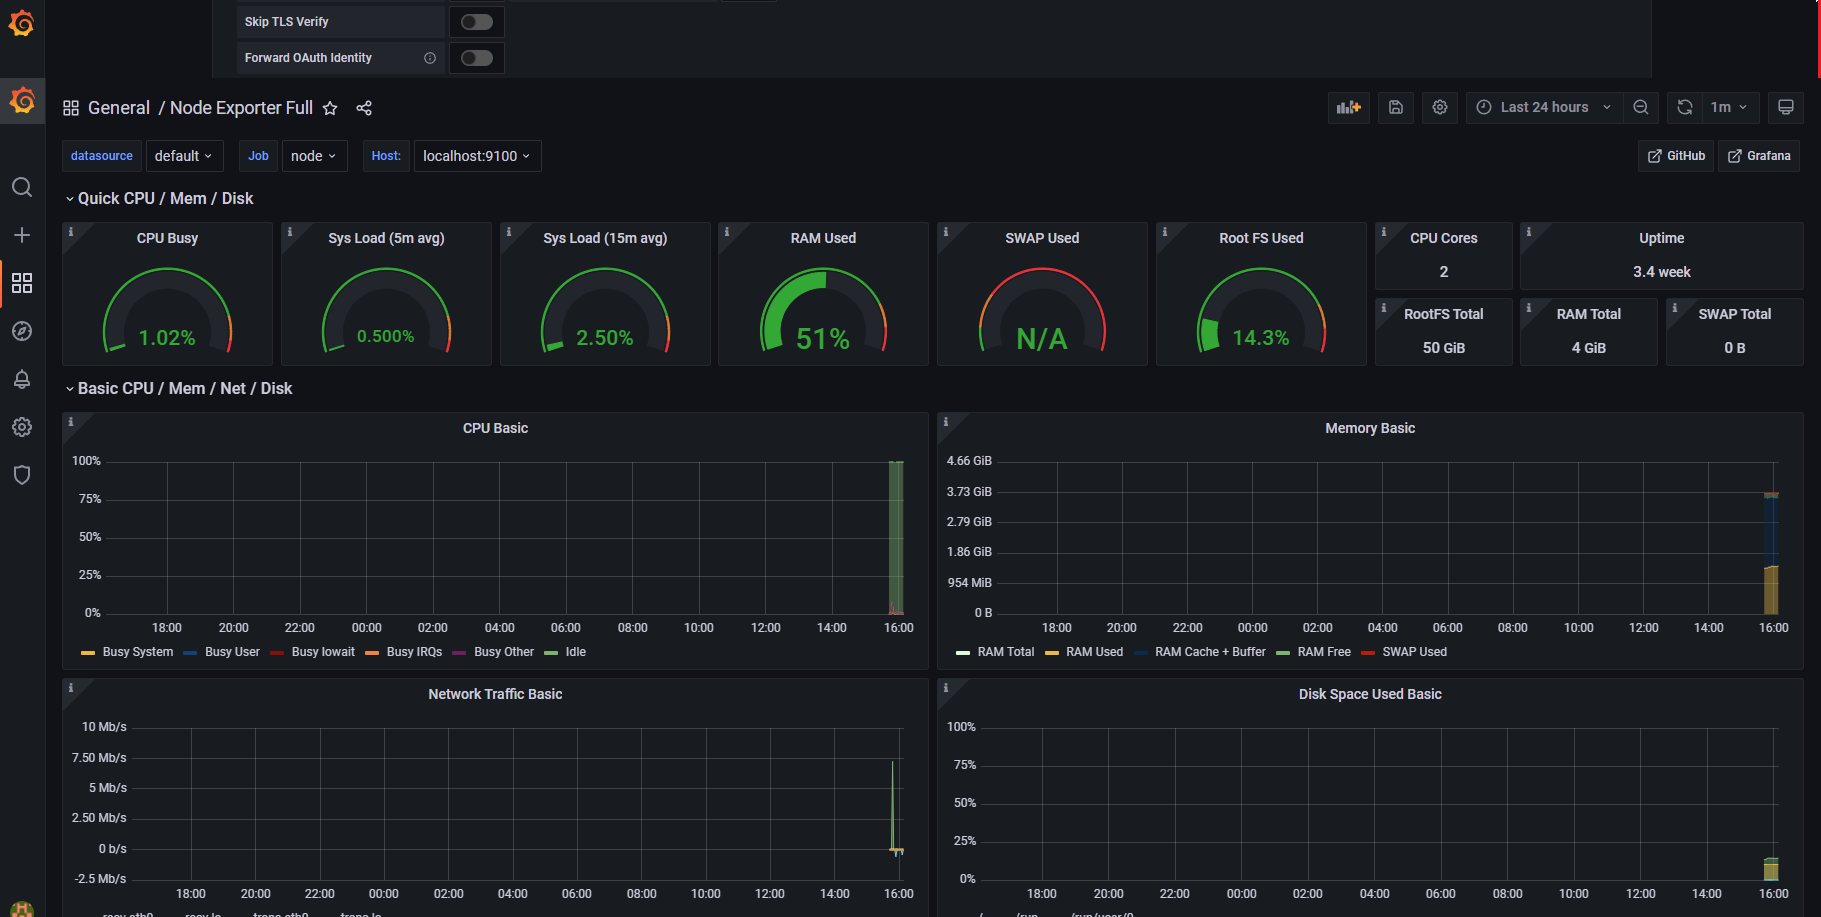 Skip TLS Verify
Forward OAuth Identity
General / Node Exporter Full
Last 24 hours
1m
datasource default Job node Host: localhost:9100
GitHub Grafana
Quick CPU / Mem / Disk
CPU Busy
1.02%
Sys Load (5m avg)
0.500%
Sys Load (15m avg)
2.50%
RAM Used
51%
SWAP Used
N/A
Root FS Used
14.3%
CPU Cores
2
Uptime
3.4 week
RootFS Total
50 GiB
RAM Total
4 GiB
SWAP Total
0 B
Basic CPU / Mem / Net / Disk
CPU Basic
100%
75%
50%
25%
0%
18:00 20:00 22:00 00:00 02:00 04:00 06:00 08:00 10:00 12:00 14:00 16:00
Busy System Busy User Busy Iowait Busy IRQs Busy Other Idle
Memory Basic
4.66 GiB
3.73 GiB
2.79 GiB
1.86 GiB
954 MiB
0 B
18:00 20:00 22:00 00:00 02:00 04:00 06:00 08:00 10:00 12:00 14:00 16:00
RAM Total RAM Used RAM Cache + Buffer RAM Free SWAP Used
Network Traffic Basic
10 Mb/s
7.50 Mb/s
5 Mb/s
2.50 Mb/s
0 b/s
-2.5 Mb/s
18:00 20:00 22:00 00:00 02:00 04:00 06:00 08:00 10:00 12:00 14:00 16:00
Disk Space Used Basic
100%
75%
50%
25%
0%
18:00 20:00 22:00 00:00 02:00 04:00 06:00 08:00 10:00 12:00 14:00 16:00